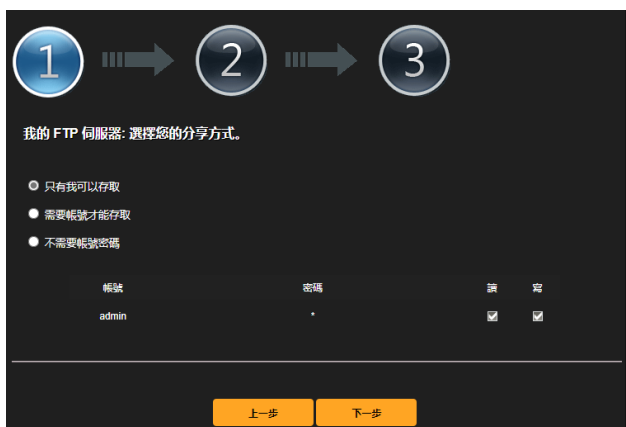 1 2 3
我的 FTP 伺服器: 選擇您的分享方式。
只有我可以存取
需要帳號才能存取
不需要帳號密碼
帳號 密碼 讀 寫
admin *
上一步 下一步